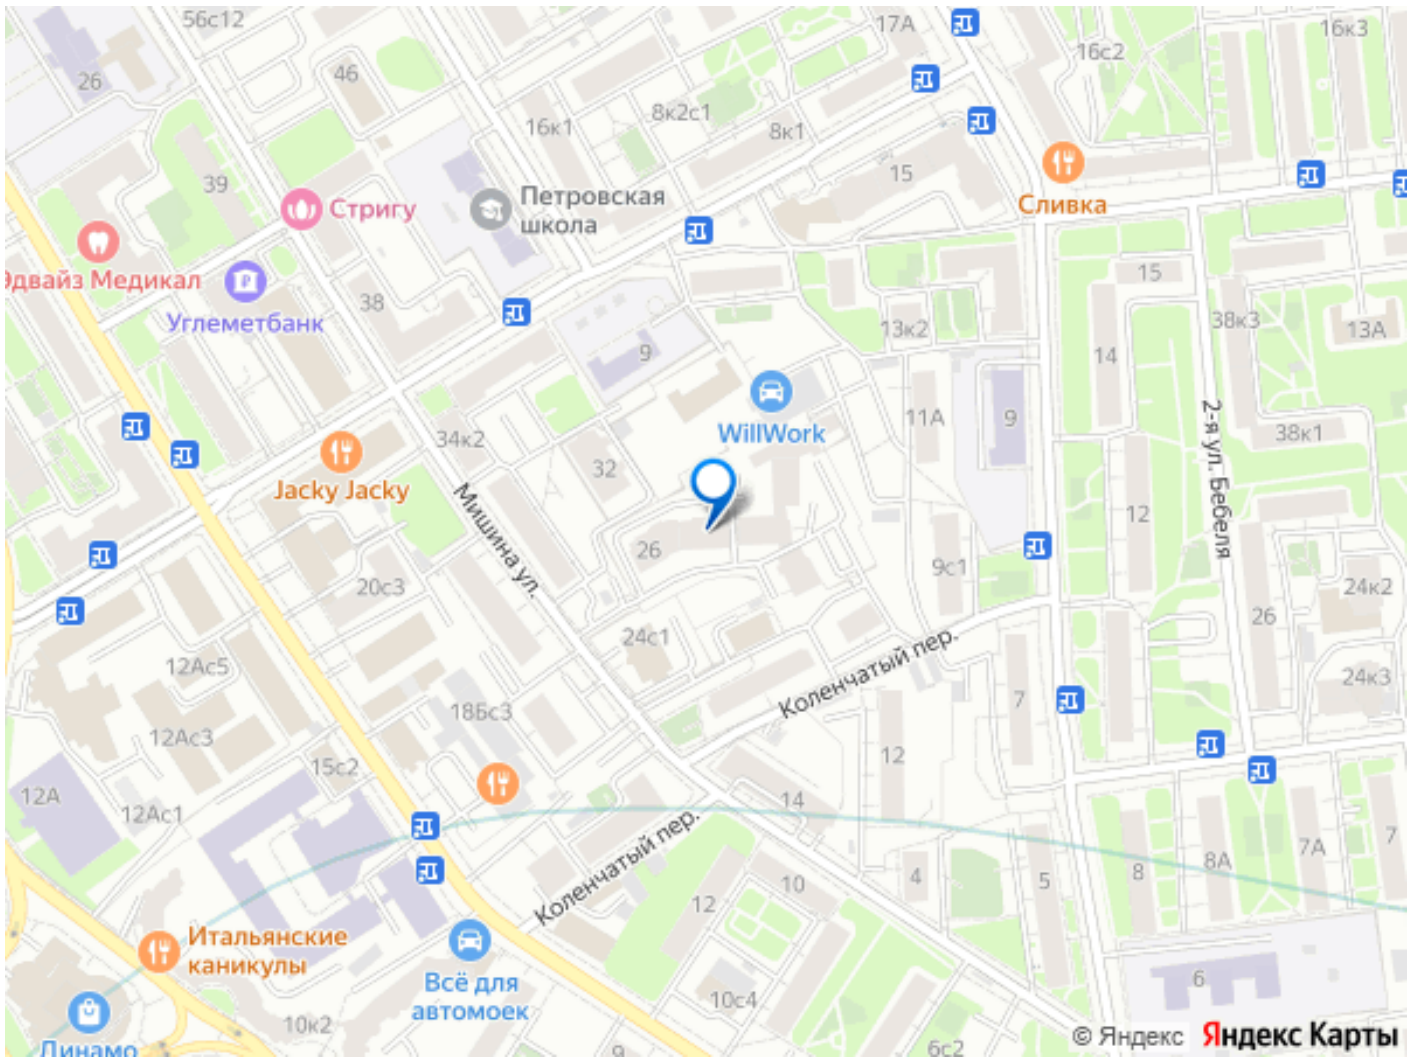 56с12
17А
16к3
16с2
46
26
8к2с1
16к1
8к1
15
39
Петровская
школа
Стригу
Сливка
Эдвайз Медикал
15
38
Углеметбанк
38к3
13к2
13А
9
14
11А
9
WillWork
38к1
34к2
2-я ул. Бебеля
32
Jacky Jacky
Мишина ул.
12
26
9с1
20с3
24к2
26
24с1
12Ас5
Коленчатый пер.
24к3
7
18Бс3
12Ас3
12
15с2
12А
14
12Ас1
Коленчатый пер.
7
7А
8А
8
4
5
10
12
Итальянские
каникулы
6
Всё для
автомоек
10с4
10к2
Динамо
9
6с2
© Яндекс Яндекс Карты